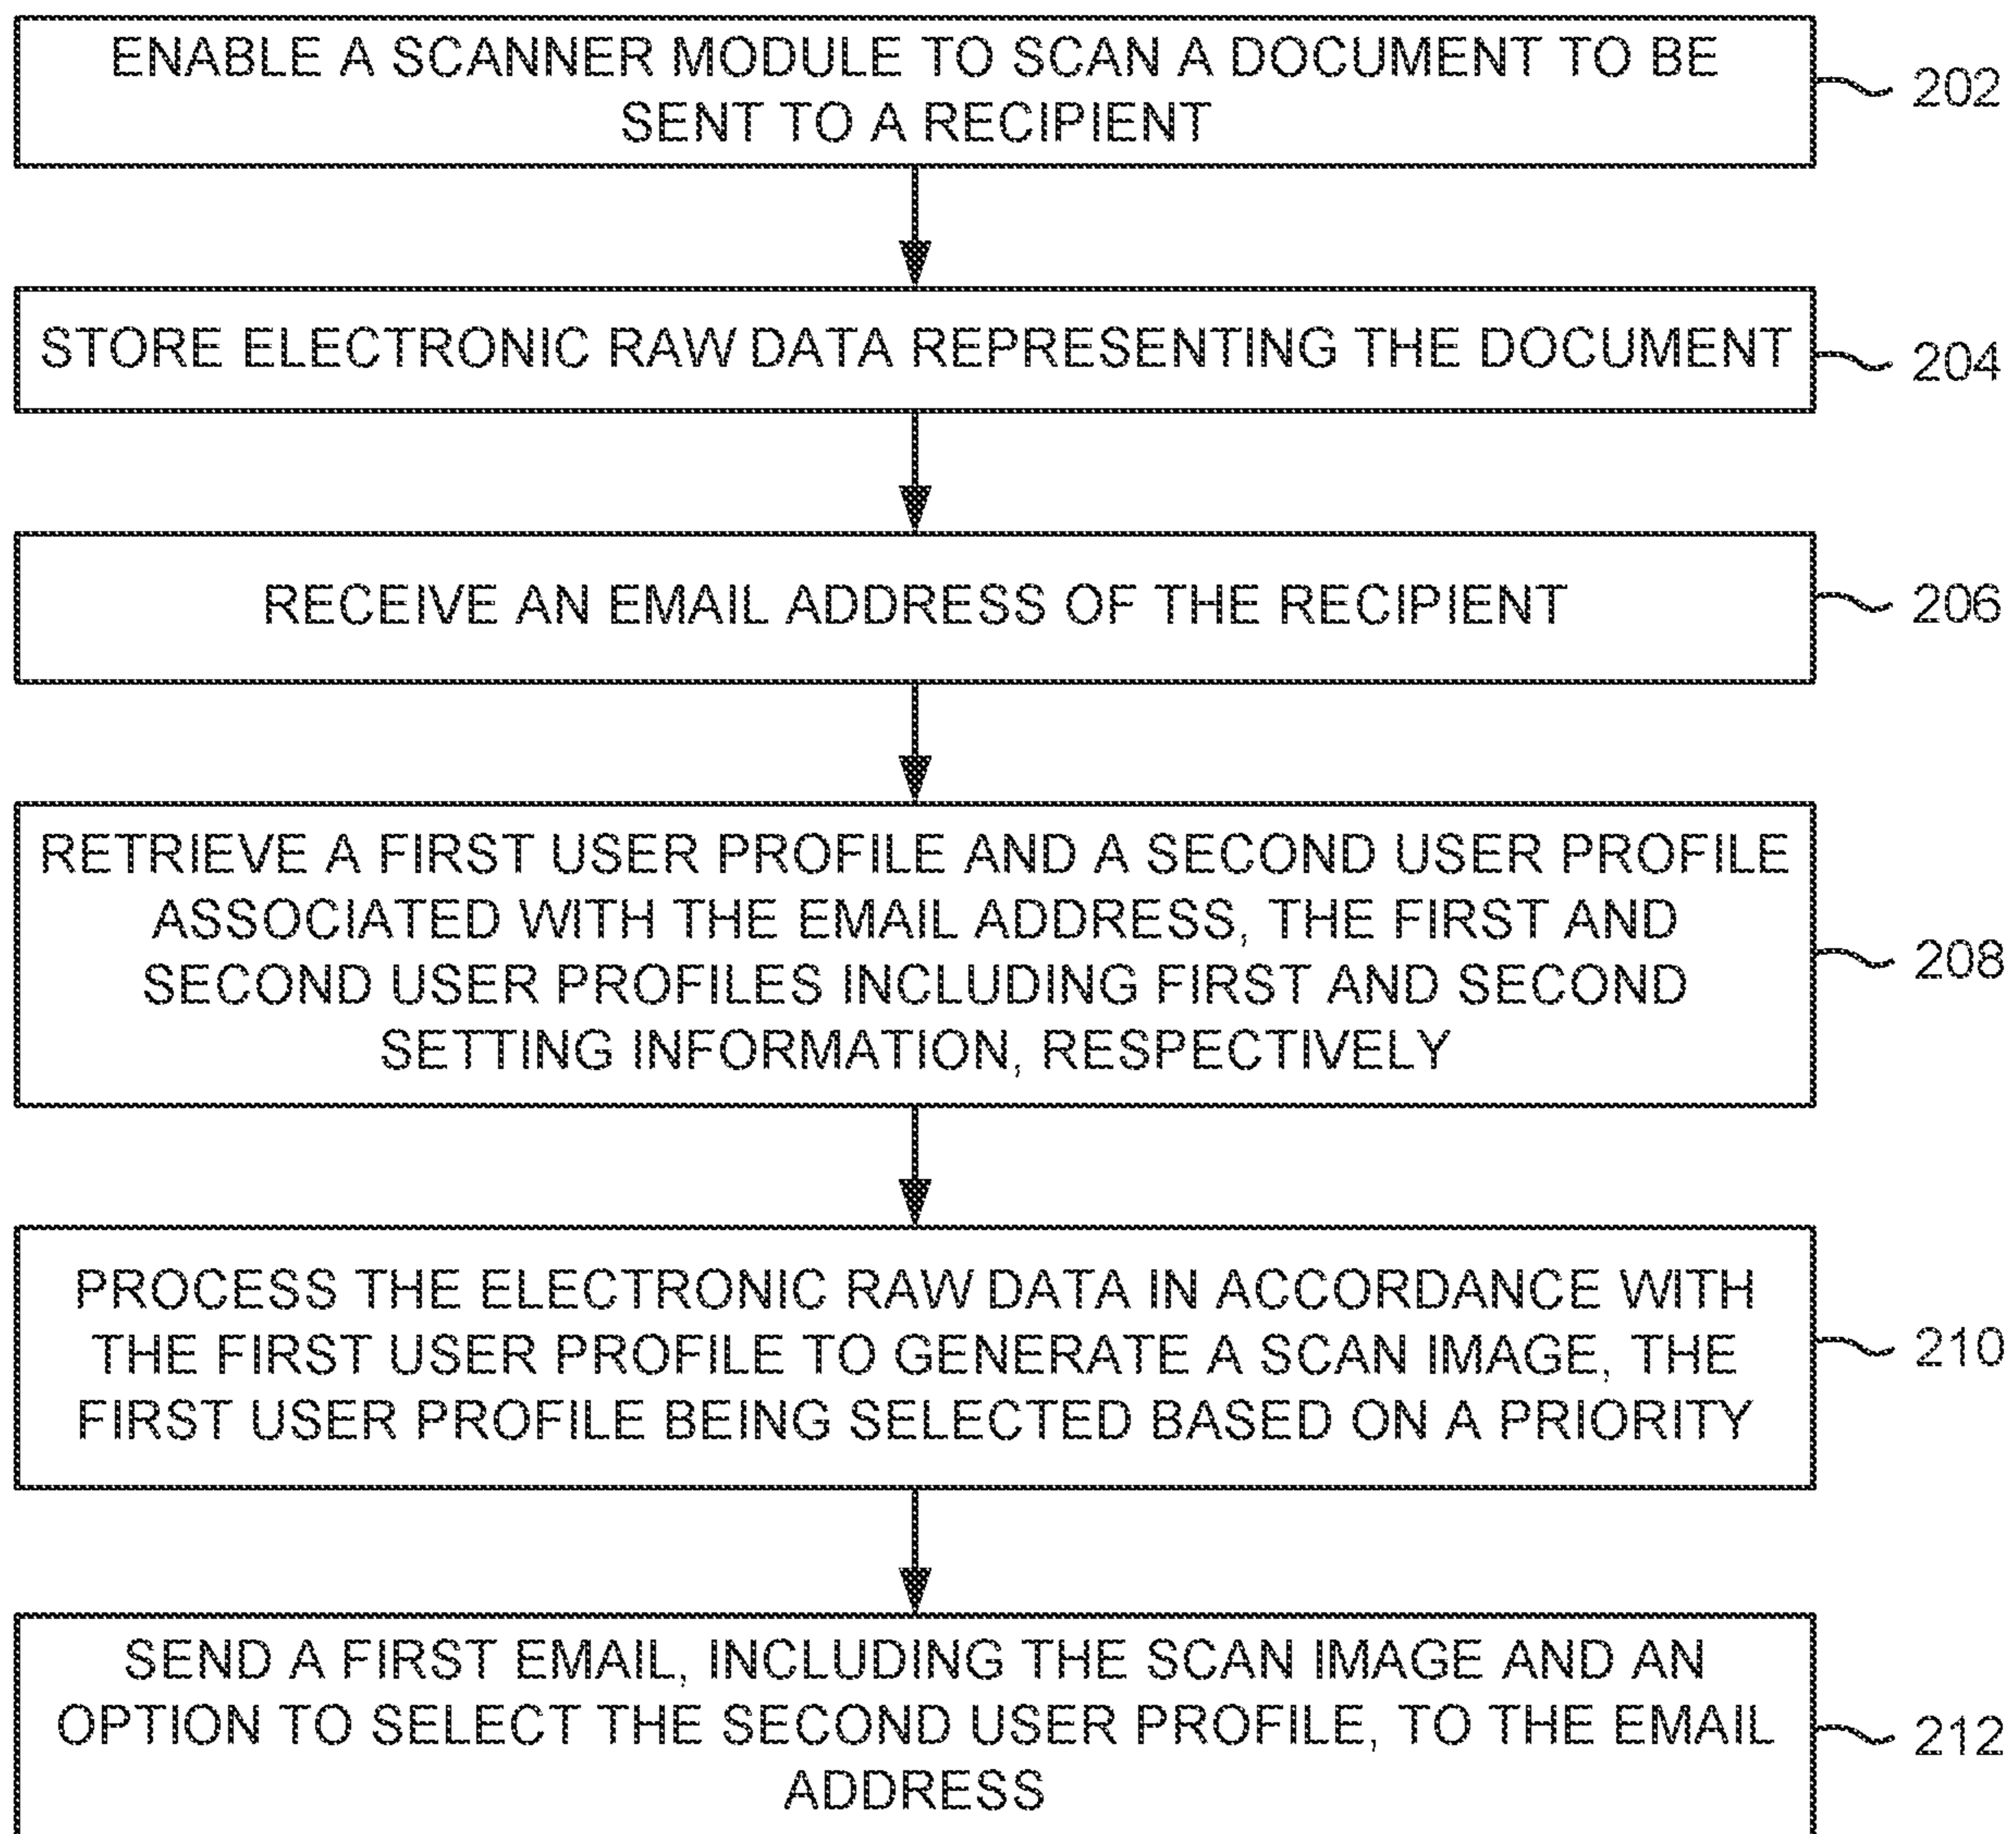 ENABLE A SCANNER MODULE TO SCAN A DOCUMENT TO BE
SENT TO A RECIPIENT
202
STORE ELECTRONIC RAW DATA REPRESENTING THE DOCUMENT
204
RECEIVE AN EMAIL ADDRESS OF THE RECIPIENT
206
RETRIEVE A FIRST USER PROFILE AND A SECOND USER PROFILE
ASSOCIATED WITH THE EMAIL ADDRESS, THE FIRST AND
SECOND USER PROFILES INCLUDING FIRST AND SECOND
SETTING INFORMATION, RESPECTIVELY
208
PROCESS THE ELECTRONIC RAW DATA IN ACCORDANCE WITH
THE FIRST USER PROFILE TO GENERATE A SCAN IMAGE, THE
FIRST USER PROFILE BEING SELECTED BASED ON A PRIORITY
210
SEND A FIRST EMAIL, INCLUDING THE SCAN IMAGE AND AN
OPTION TO SELECT THE SECOND USER PROFILE, TO THE EMAIL
ADDRESS
212